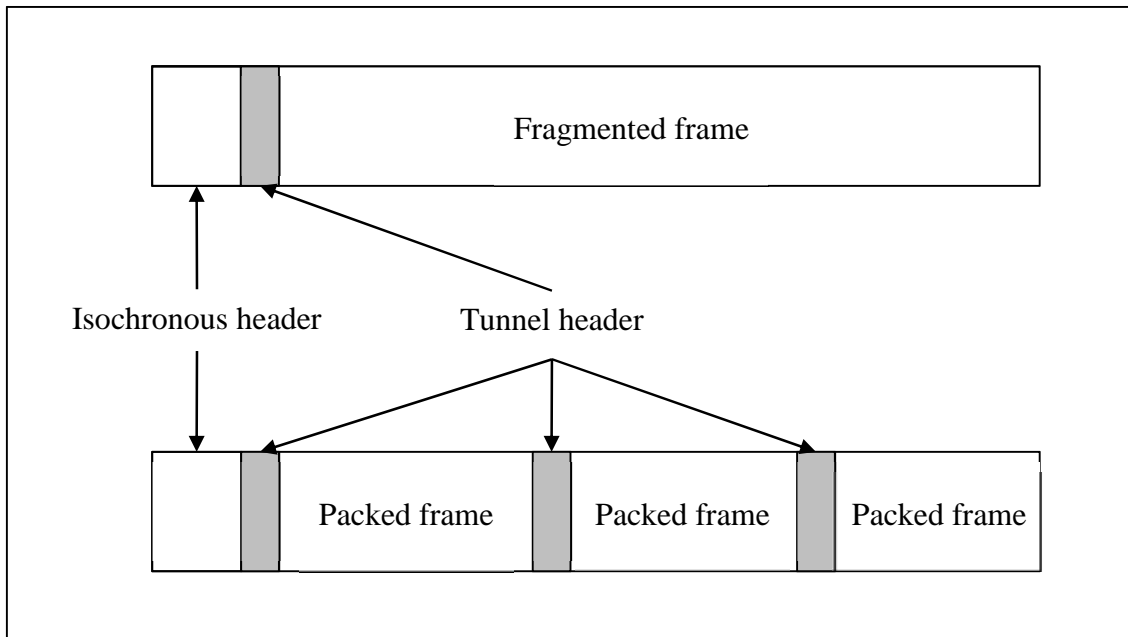 Fragmented frame
Isochronous header
Tunnel header
Packed frame
Packed frame
Packed frame